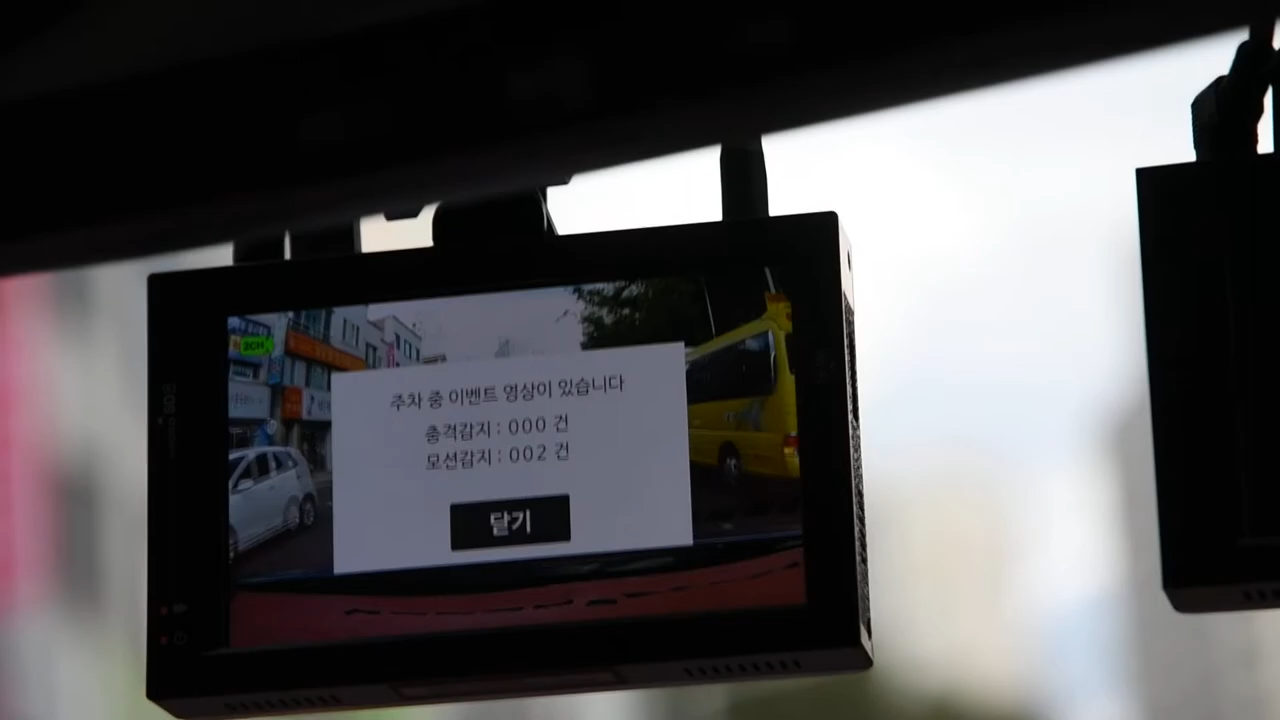 2CH
주차 중 이벤트 영상이 있습니다
충격감지 : 000 건
모션감지 : 002 건
닫기